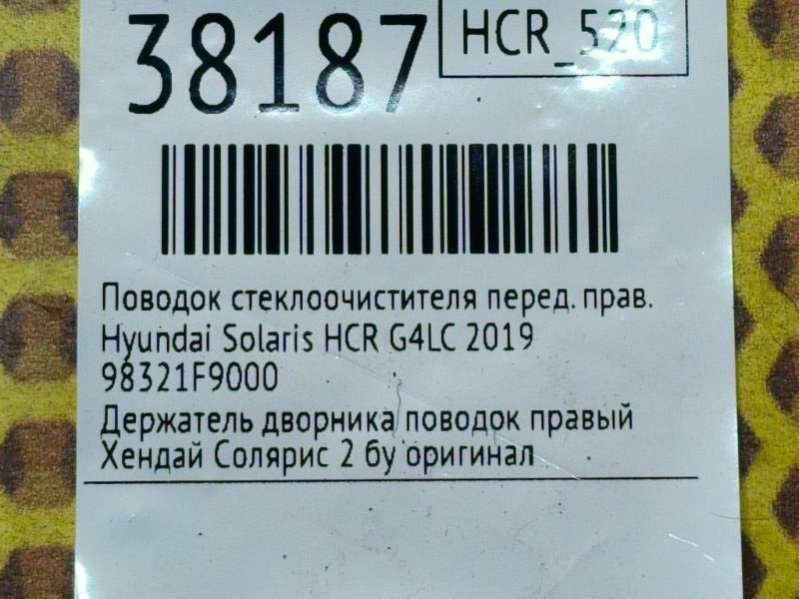 38187
HCR_520
Поводок стеклоочистителя перед. прав.
Hyundai Solaris HCR G4LC 2019
98321F9000
Держатель дворника поводок правый
Хендай Солярис 2 бу оригинал